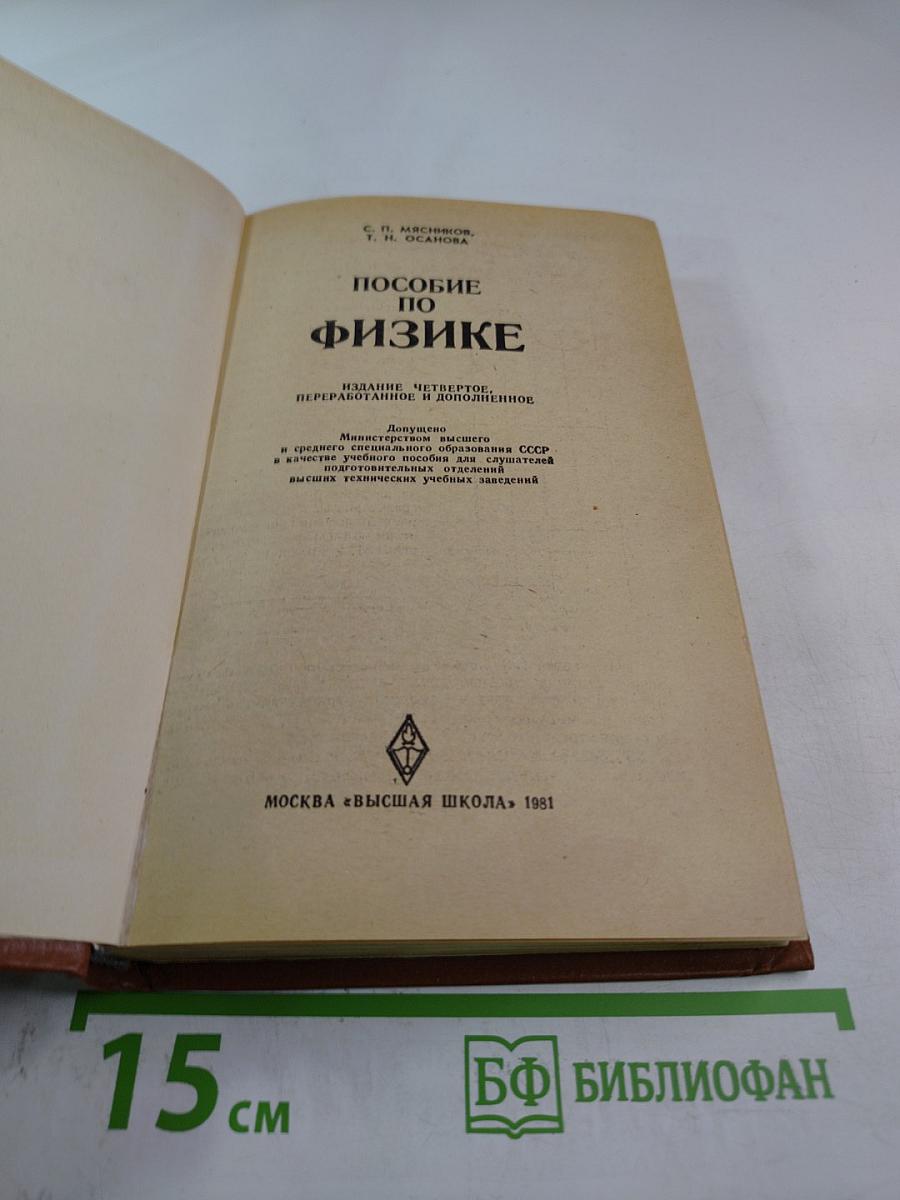 С. П. МЯСНИКОВ,
Т. Н. ОСАНОВА
ПОСОБИЕ
ПО
ФИЗИКЕ
ИЗДАНИЕ ЧЕТВЕРТОЕ,
ПЕРЕРАБОТАННОЕ И ДОПОЛНЕННОЕ
Допущено
Министерством высшего
и среднего специального образования СССР
в качестве учебного пособия для слушателей
подготовительных отделений
высших технических учебных заведений
МОСКВА «ВЫСШАЯ ШКОЛА» 1981
15 см
БФ БИБЛИОФАН